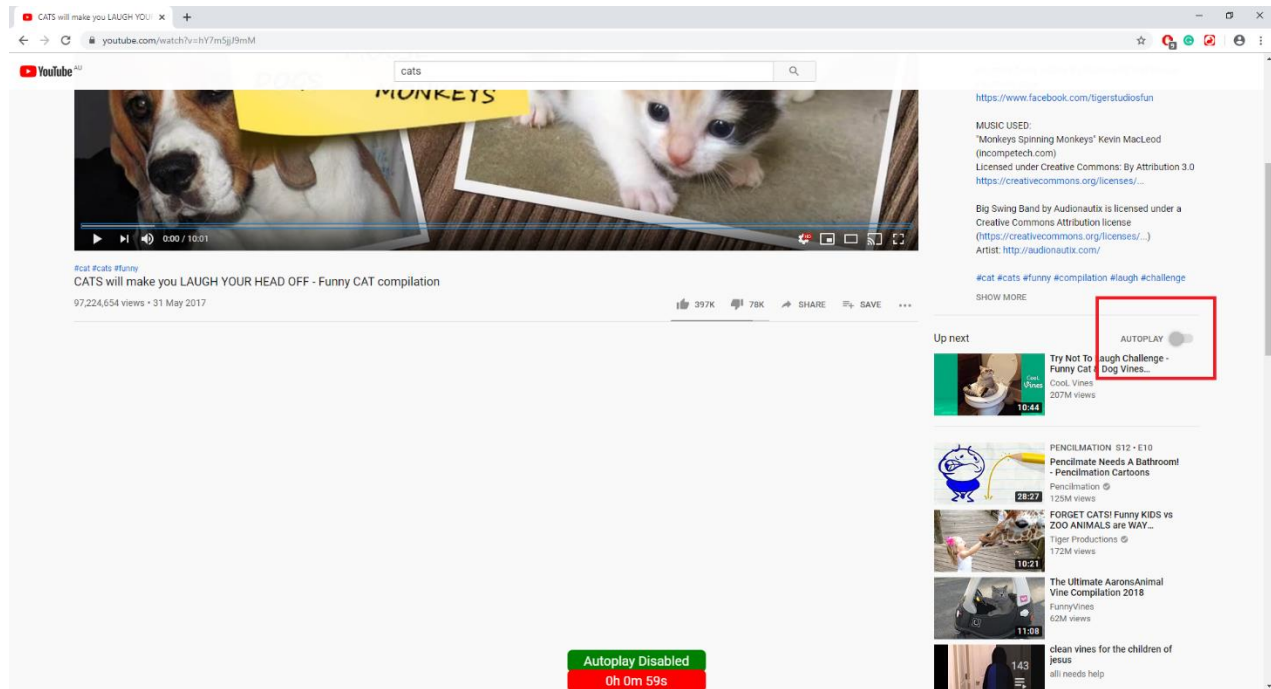 CATS will make you LAUGH YOU
youtube.com/watch?v=hY7m5jjJ9mM
9
YouTube AU
cats
MONKEYS
0:00 / 10:01
HD
#cat #cats #funny
CATS will make you LAUGH YOUR HEAD OFF - Funny CAT compilation
97,224,654 views • 31 May 2017
397K 78K SHARE SAVE
https://www.facebook.com/tigerstudiosfun
MUSIC USED:
"Monkeys Spinning Monkeys" Kevin MacLeod
(incompetech.com)
Licensed under Creative Commons: By Attribution 3.0
https://creativecommons.org/licenses/...
Big Swing Band by Audionautix is licensed under a
Creative Commons Attribution license
(https://creativecommons.org/licenses/...)
Artist: http://audionautix.com/
#cat #cats #funny #compilation #laugh #challenge
SHOW MORE
Up next
AUTOPLAY
Try Not To Laugh Challenge -
Funny Cat & Dog Vines...
CooL Vines
207M views
CooL
Vines
10:44
PENCILMATION S12 • E10
Pencilmate Needs A Bathroom!
- Pencilmation Cartoons
Pencilmation
125M views
28:27
FORGET CATS! Funny KIDS vs
ZOO ANIMALS are WAY...
Tiger Productions
172M views
10:21
The Ultimate AaronsAnimal
Vine Compilation 2018
FunnyVines
62M views
11:08
clean vines for the children of
jesus
alli needs help
143
Autoplay Disabled
0h 0m 59s